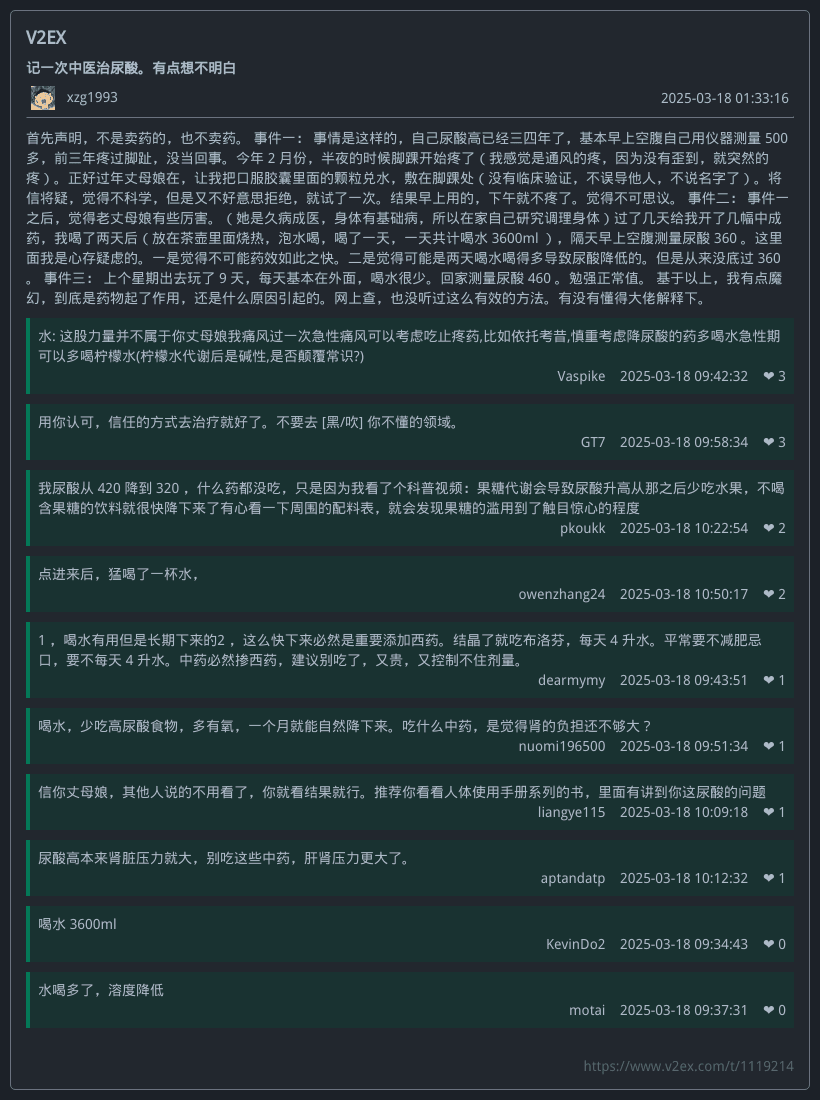 V2EX
记一次中医治尿酸。有点想不明白
xzg1993 2025-03-18 01:33:16
首先声明，不是卖药的，也不卖药。 事件一： 事情是这样的，自己尿酸高已经三四年了，基本早上空腹自己用仪器测量 500
多，前三年疼过脚趾，没当回事。今年 2 月份，半夜的时候脚踝开始疼了（ 我感觉是通风的疼，因为没有歪到，就突然的
疼）。正好过年丈母娘在，让我把口服胶囊里面的颗粒兑水，敷在脚踝处（ 没有临床验证，不误导他人，不说名字了 ）。将
信将疑，觉得不科学，但是又不好意思拒绝，就试了一次。结果早上用的，下午就不疼了。觉得不可思议。 事件二： 事件一
之后，觉得老丈母娘有些厉害。（ 她是久病成医，身体有基础病，所以在家自己研究调理身体 ）过了几天给我开了几幅中成
药，我喝了两天后（ 放在茶壶里面烧热，泡水喝，喝了一天，一天共计喝水 3600ml ），隔天早上空腹测量尿酸 360 。这里
面我是心存疑虑的。一是觉得不可能药效如此之快。二是觉得可能是两天喝水喝得多导致尿酸降低的。但是从来没底过 360
。 事件三： 上个星期出去玩了 9 天，每天基本在外面，喝水很少。回家测量尿酸 460 。勉强正常值。 基于以上，我有点魔
幻，到底是药物起了作用，还是什么原因引起的。网上查，也没听过这么有效的方法。有没有懂得大佬解释下。
水: 这股力量并不属于你丈母娘我痛风过一次急性痛风可以考虑吃止疼药,比如依托考昔,慎重考虑降尿酸的药多喝水急性期
可以多喝柠檬水(柠檬水代谢后是碱性,是否颠覆常识?)
Vaspike 2025-03-18 09:42:32 ❤ 3
用你认可，信任的方式去治疗就好了。不要去 [黑/吹] 你不懂的领域。
GT7 2025-03-18 09:58:34 ❤ 3
我尿酸从 420 降到 320 ，什么药都没吃，只是因为我看了个科普视频：果糖代谢会导致尿酸升高从那之后少吃水果，不喝
含果糖的饮料就很快降下来了有心看一下周围的配料表，就会发现果糖的滥用到了触目惊心的程度
pkoukk 2025-03-18 10:22:54 ❤ 2
点进来后，猛喝了一杯水，
owenzhang24 2025-03-18 10:50:17 ❤ 2
1 ，喝水有用但是长期下来的2 ，这么快下来必然是重要添加西药。结晶了就吃布洛芬，每天 4 升水。平常要不减肥忌
口，要不每天 4 升水。中药必然掺西药，建议别吃了，又贵，又控制不住剂量。
dearmymy 2025-03-18 09:43:51 ❤ 1
喝水，少吃高尿酸食物，多有氧，一个月就能自然降下来。吃什么中药，是觉得肾的负担还不够大？
nuomi196500 2025-03-18 09:51:34 ❤ 1
信你丈母娘，其他人说的不用看了，你就看结果就行。推荐你看看人体使用手册系列的书，里面有讲到你这尿酸的问题
liangye115 2025-03-18 10:09:18 ❤ 1
尿酸高本来肾脏压力就大，别吃这些中药，肝肾压力更大了。
aptandatp 2025-03-18 10:12:32 ❤ 1
喝水 3600ml
KevinDo2 2025-03-18 09:34:43 ❤ 0
水喝多了，溶度降低
motai 2025-03-18 09:37:31 ❤ 0
https://www.v2ex.com/t/1119214